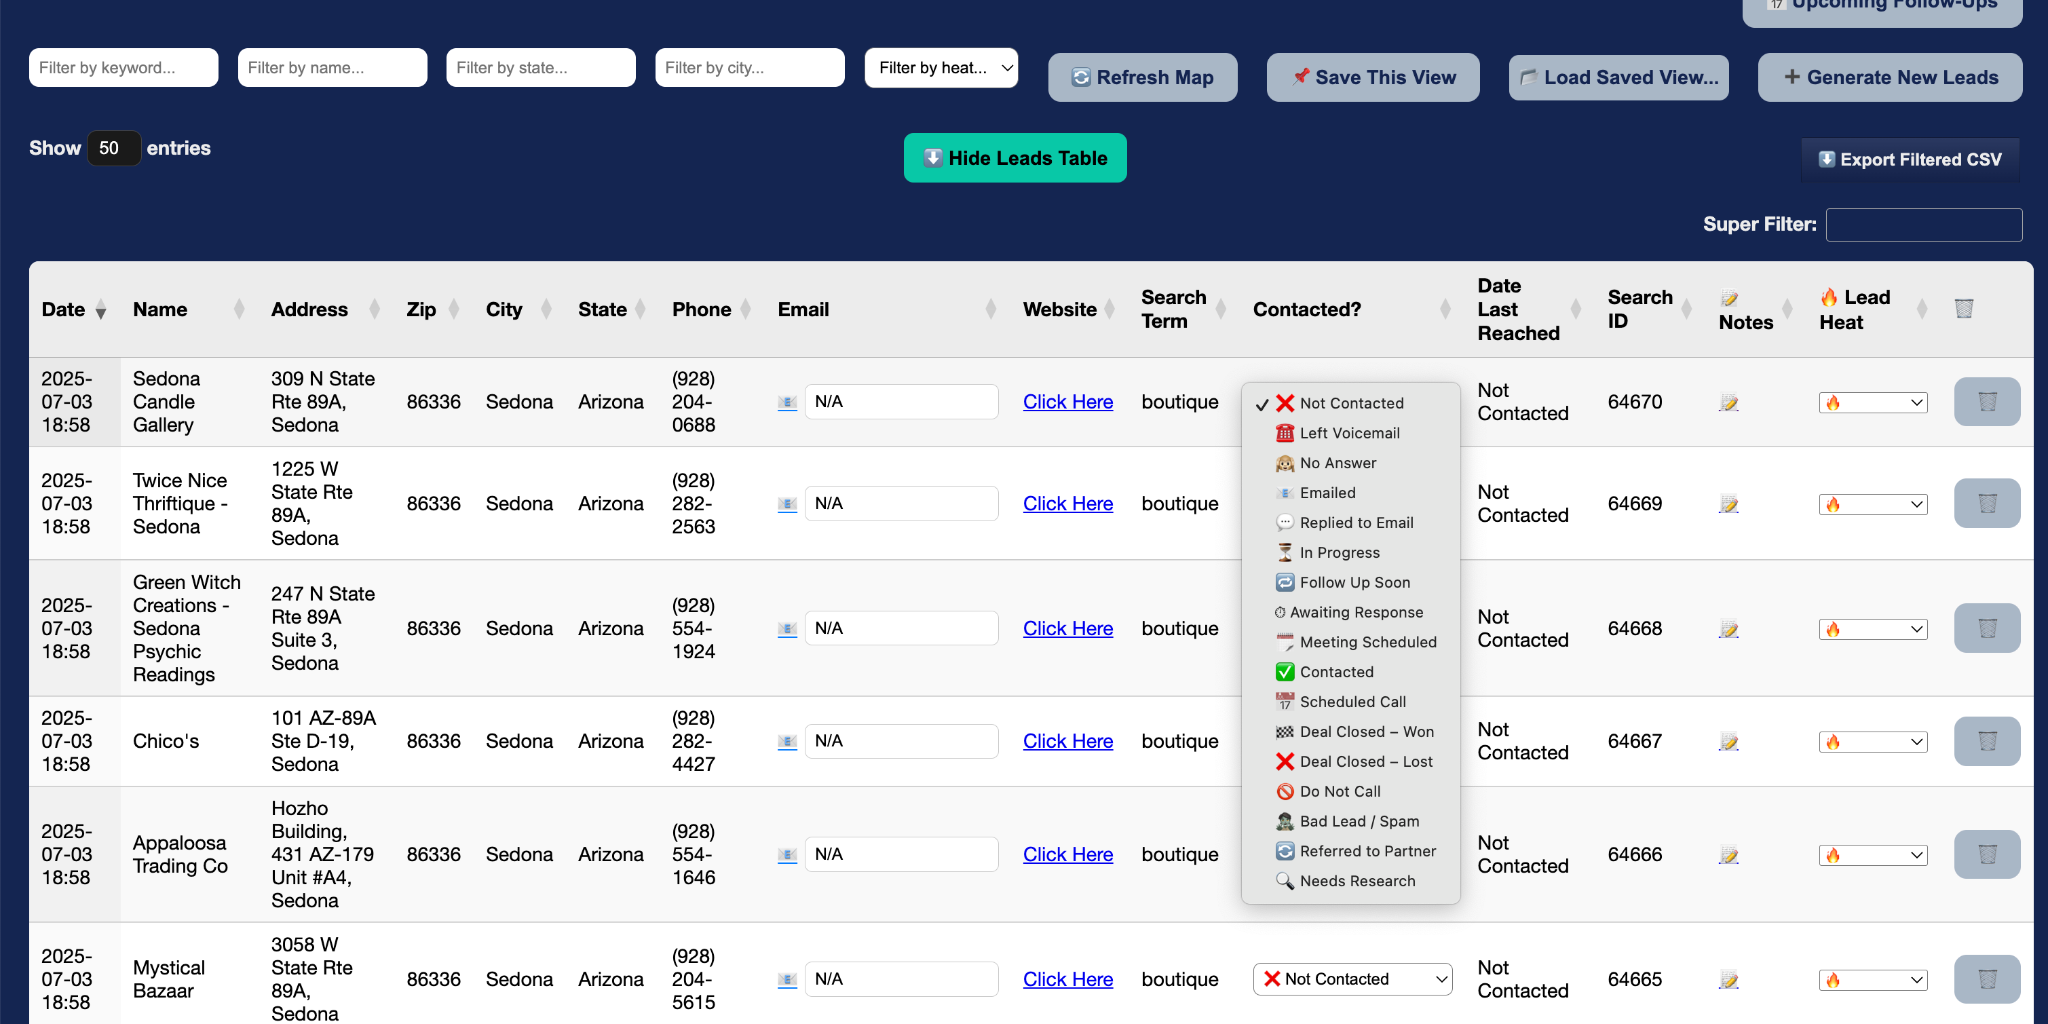 17 Upcoming Follow-Ups
Filter by keyword... Filter by name... Filter by state... Filter by city... Filter by heat... Refresh Map Save This View Load Saved View... Generate New Leads
Show 50 entries
Hide Leads Table
Export Filtered CSV
Super Filter:
Date Name Address Zip City State Phone Email Website Search Term Contacted? Date Last Reached Search ID Notes Lead Heat
2025-07-03 18:58 Sedona Candle Gallery 309 N State Rte 89A, Sedona 86336 Sedona Arizona (928) 204-0688 N/A Click Here boutique Not Contacted 64670
2025-07-03 18:58 Twice Nice Thriftique - Sedona 1225 W State Rte 89A, Sedona 86336 Sedona Arizona (928) 282-2563 N/A Click Here boutique Not Contacted 64669
2025-07-03 18:58 Green Witch Creations - Sedona Psychic Readings 247 N State Rte 89A Suite 3, Sedona 86336 Sedona Arizona (928) 554-1924 N/A Click Here boutique Not Contacted 64668
2025-07-03 18:58 Chico's 101 AZ-89A Ste D-19, Sedona 86336 Sedona Arizona (928) 282-4427 N/A Click Here boutique Not Contacted 64667
2025-07-03 18:58 Appaloosa Trading Co Hozho Building, 431 AZ-179 Unit #A4, Sedona 86336 Sedona Arizona (928) 554-1646 N/A Click Here boutique Not Contacted 64666
2025-07-03 18:58 Mystical Bazaar 3058 W State Rte 89A, Sedona 86336 Sedona Arizona (928) 204-5615 N/A Click Here boutique Not Contacted Not Contacted 64665
Not Contacted
Left Voicemail
No Answer
Emailed
Replied to Email
In Progress
Follow Up Soon
Awaiting Response
Meeting Scheduled
Contacted
17 Scheduled Call
Deal Closed – Won
Deal Closed – Lost
Do Not Call
Bad Lead / Spam
Referred to Partner
Needs Research